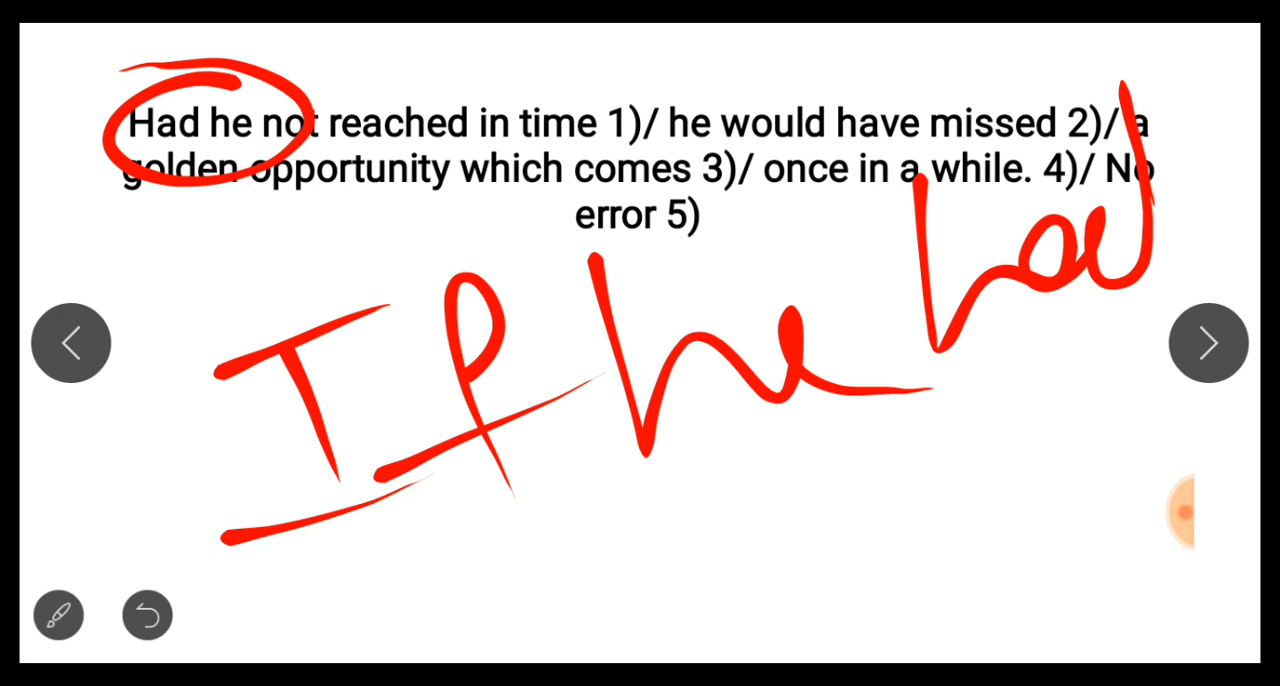 Had he not reached in time 1)/ he would have missed 2)/ a
golden opportunity which comes 3)/ once in a while. 4)/ No
error 5)
If he had